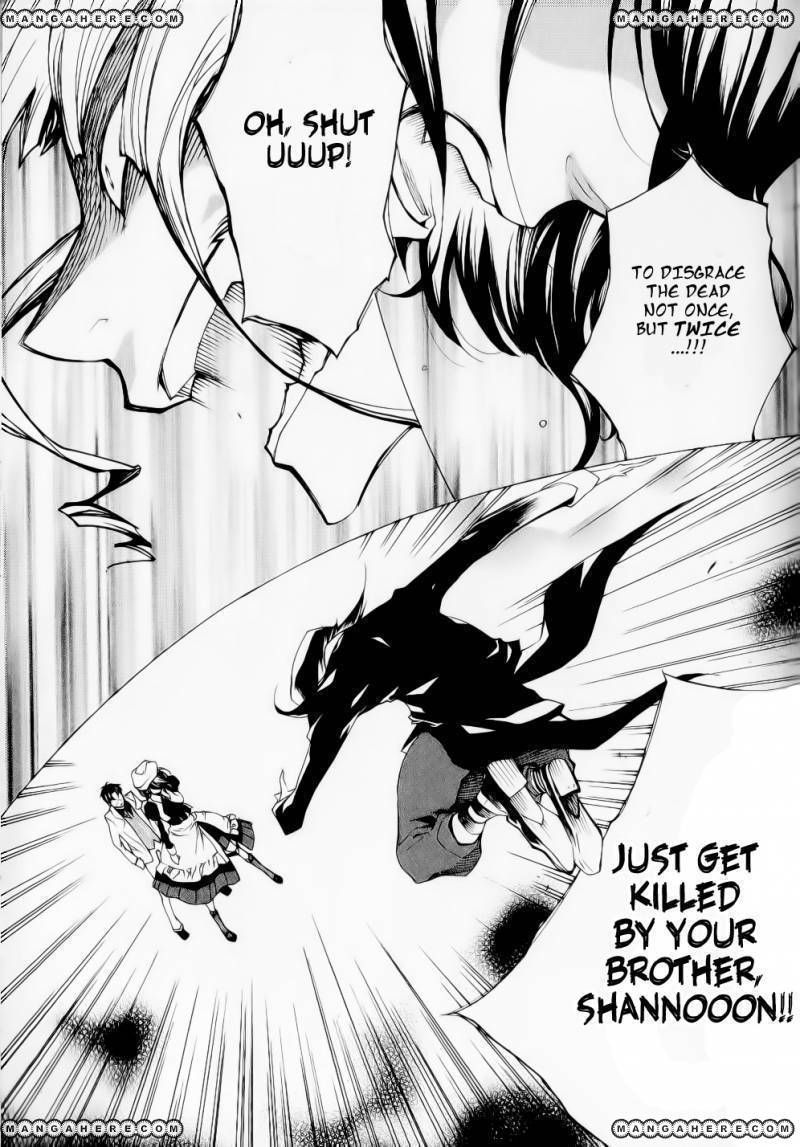 MANGAHERE.COM
MANGAHERE.COM
OH, SHUT
UUUP!
TO DISGRACE
THE DEAD
NOT ONCE,
BUT TWICE
....!!!
JUST GET
KILLED
BY YOUR
BROTHER,
SHANNOOON!!
MANGAHERE.COM
MANGAHERE.COM